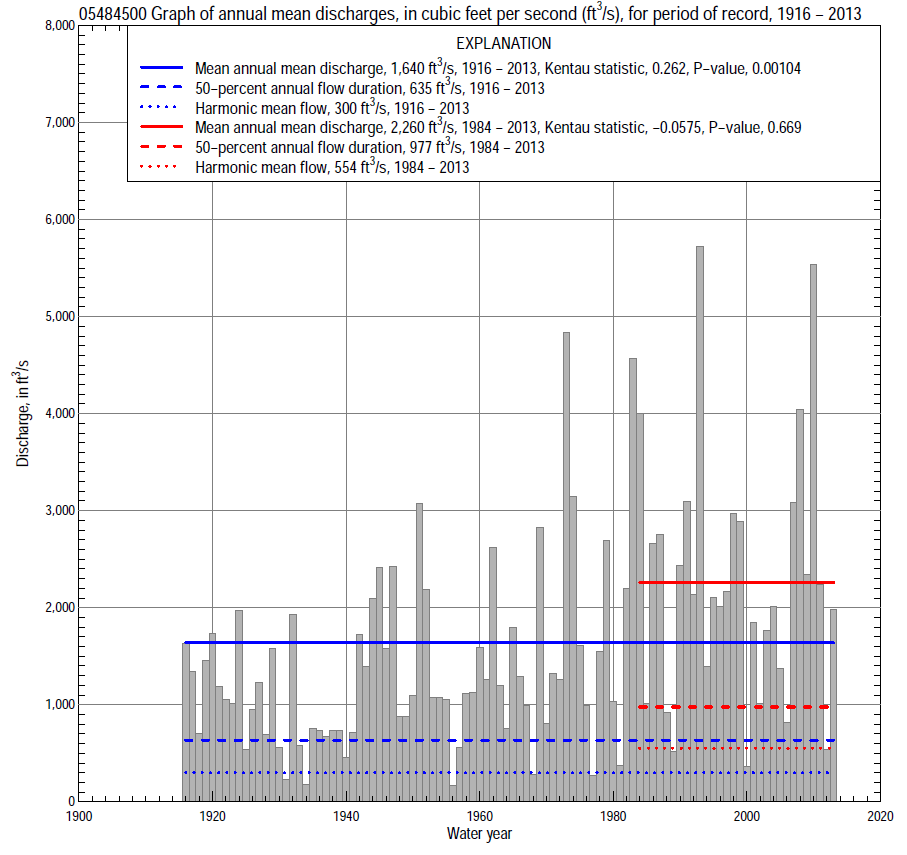 05484500 Graph of annual mean discharges, in cubic feet per second (ft³/s), for period of record, 1916 – 2013
EXPLANATION
Mean annual mean discharge, 1,640 ft³/s, 1916 – 2013, Kentau statistic, 0.262, P–value, 0.00104
50–percent annual flow duration, 635 ft³/s, 1916 – 2013
Harmonic mean flow, 300 ft³/s, 1916 – 2013
Mean annual mean discharge, 2,260 ft³/s, 1984 – 2013, Kentau statistic, –0.0575, P–value, 0.669
50–percent annual flow duration, 977 ft³/s, 1984 – 2013
Harmonic mean flow, 554 ft³/s, 1984 – 2013
8,000
7,000
6,000
5,000
4,000
3,000
2,000
1,000
0
Discharge, in ft³/s
1900 1920 1940 1960 1980 2000 2020
Water year